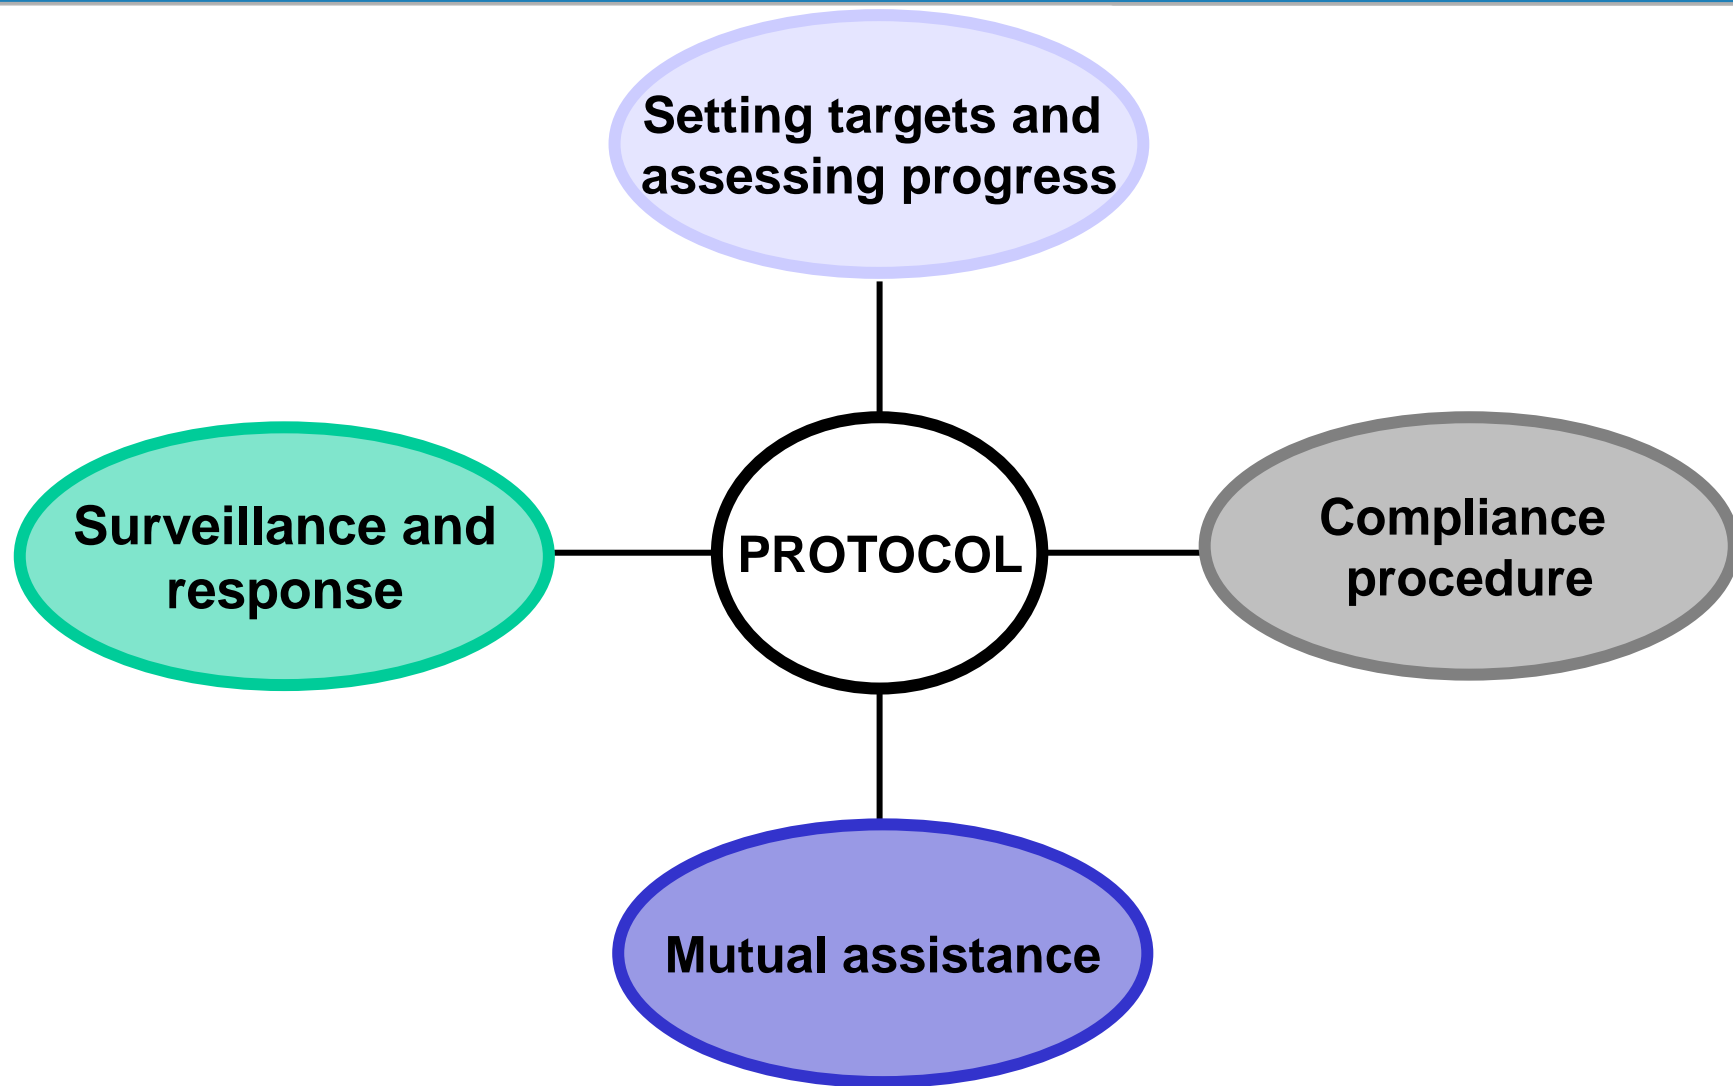 Setting targets and
assessing progress
Surveillance and
response
PROTOCOL
Compliance
procedure
Mutual assistance